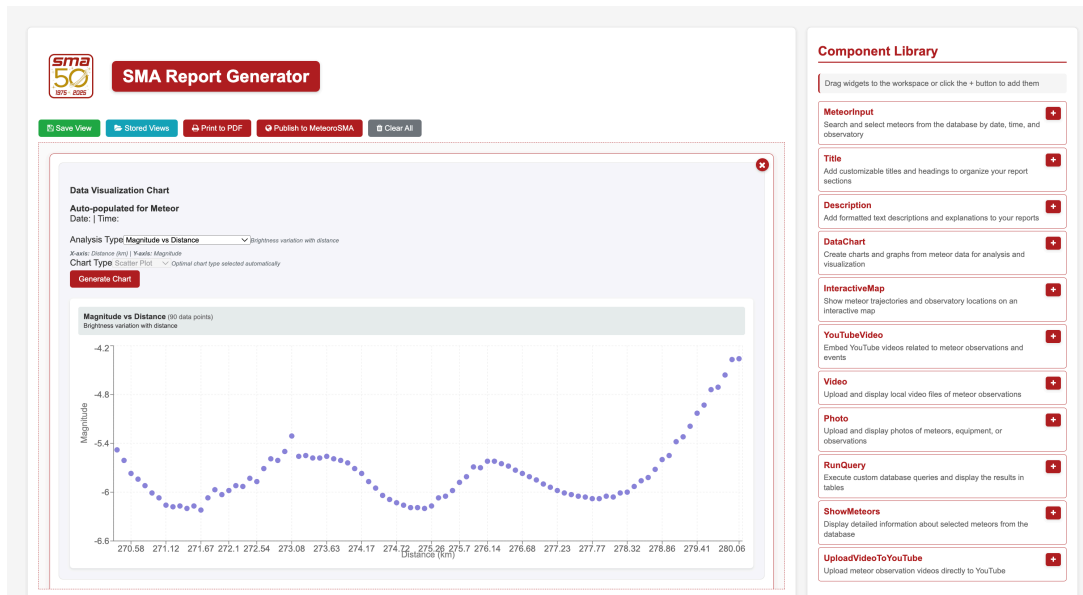 sma
50
1975 - 2025
SMA Report Generator
Save View
Stored Views
Print to PDF
Publish to MeteoroSMA
Clear All
Data Visualization Chart
Auto-populated for Meteor
Date: | Time:
Analysis Type Magnitude vs Distance Brightness variation with distance
X-axis: Distance (km) | Y-axis: Magnitude
Chart Type Scatter Plot Optimal chart type selected automatically
Generate Chart
Magnitude vs Distance (90 data points)
Brightness variation with distance
-4.2
-4.8
-5.4
-6
-6.6
Magnitude
270.58 271.12 271.67 272.1 272.54 273.08 273.63 274.17 274.72 275.26 275.7 276.14 276.68 277.23 277.77 278.32 278.86 279.41 280.06
Distance (km)
Component Library
Drag widgets to the workspace or click the + button to add them
MeteorInput
+
Search and select meteors from the database by date, time, and
observatory
Title
+
Add customizable titles and headings to organize your report
sections
Description
+
Add formatted text descriptions and explanations to your reports
DataChart
+
Create charts and graphs from meteor data for analysis and
visualization
InteractiveMap
+
Show meteor trajectories and observatory locations on an
interactive map
YouTubeVideo
+
Embed YouTube videos related to meteor observations and
events
Video
+
Upload and display local video files of meteor observations
Photo
+
Upload and display photos of meteors, equipment, or
observations
RunQuery
+
Execute custom database queries and display the results in
tables
ShowMeteors
+
Display detailed information about selected meteors from the
database
UploadVideoToYouTube
+
Upload meteor observation videos directly to YouTube